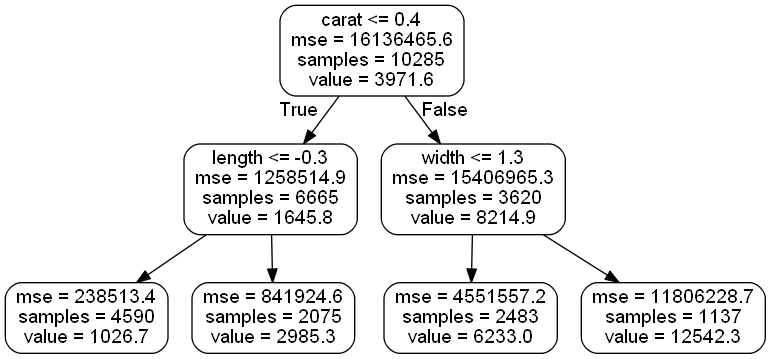 carat <= 0.4
mse = 16136465.6
samples = 10285
value = 3971.6
True
False
length <= -0.3
mse = 1258514.9
samples = 6665
value = 1645.8
width <= 1.3
mse = 15406965.3
samples = 3620
value = 8214.9
mse = 238513.4
samples = 4590
value = 1026.7
mse = 841924.6
samples = 2075
value = 2985.3
mse = 4551557.2
samples = 2483
value = 6233.0
mse = 11806228.7
samples = 1137
value = 12542.3